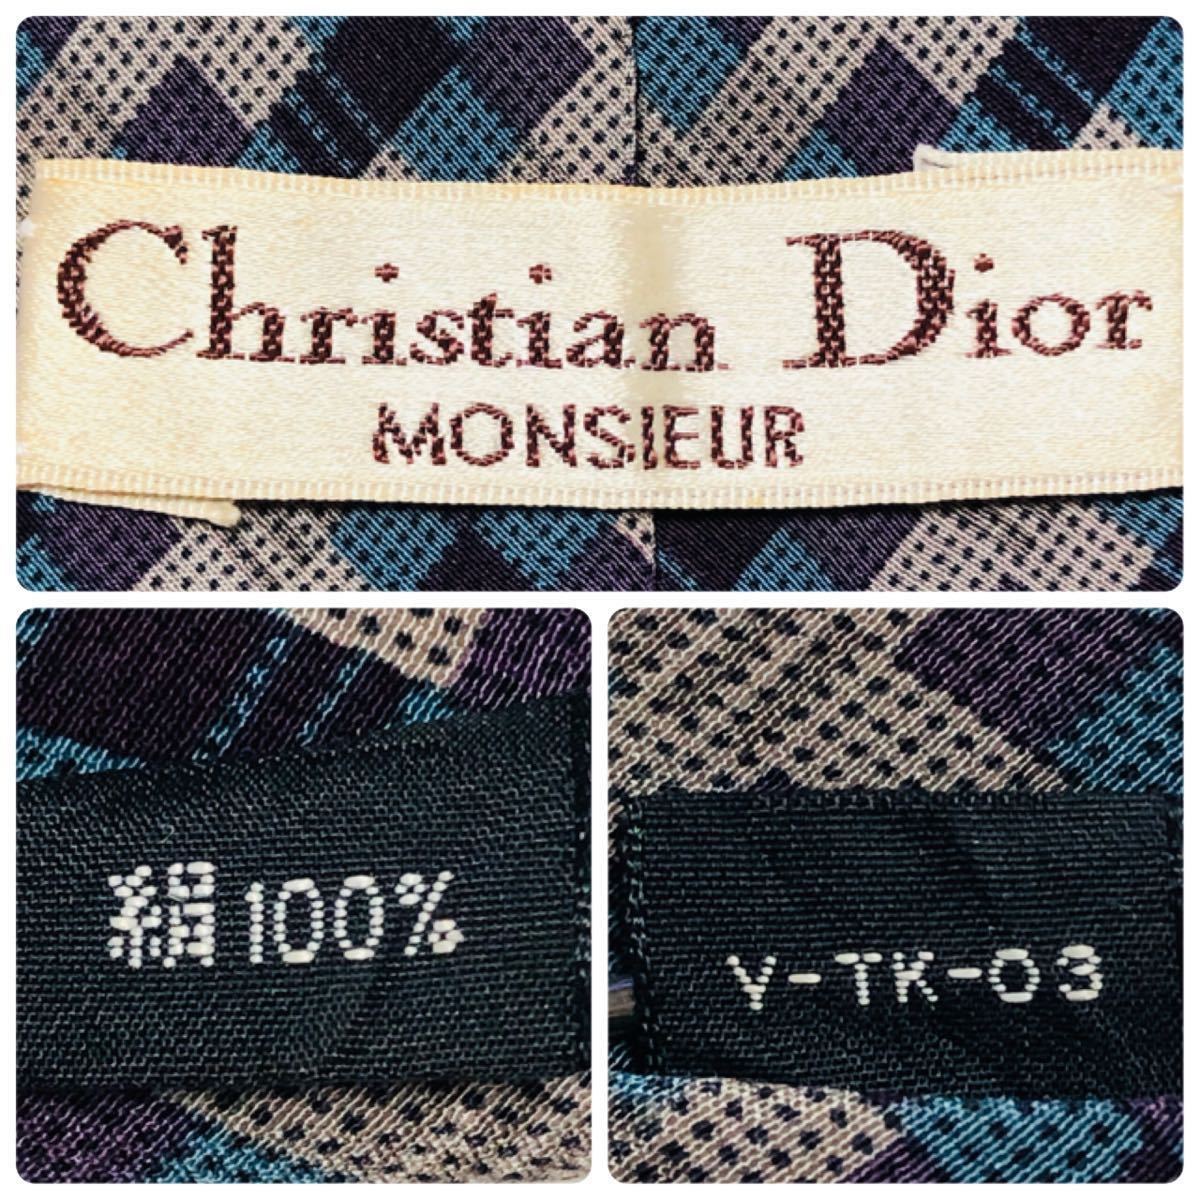 Christian Dior
MONSIEUR
絹100%
Y-TK-03